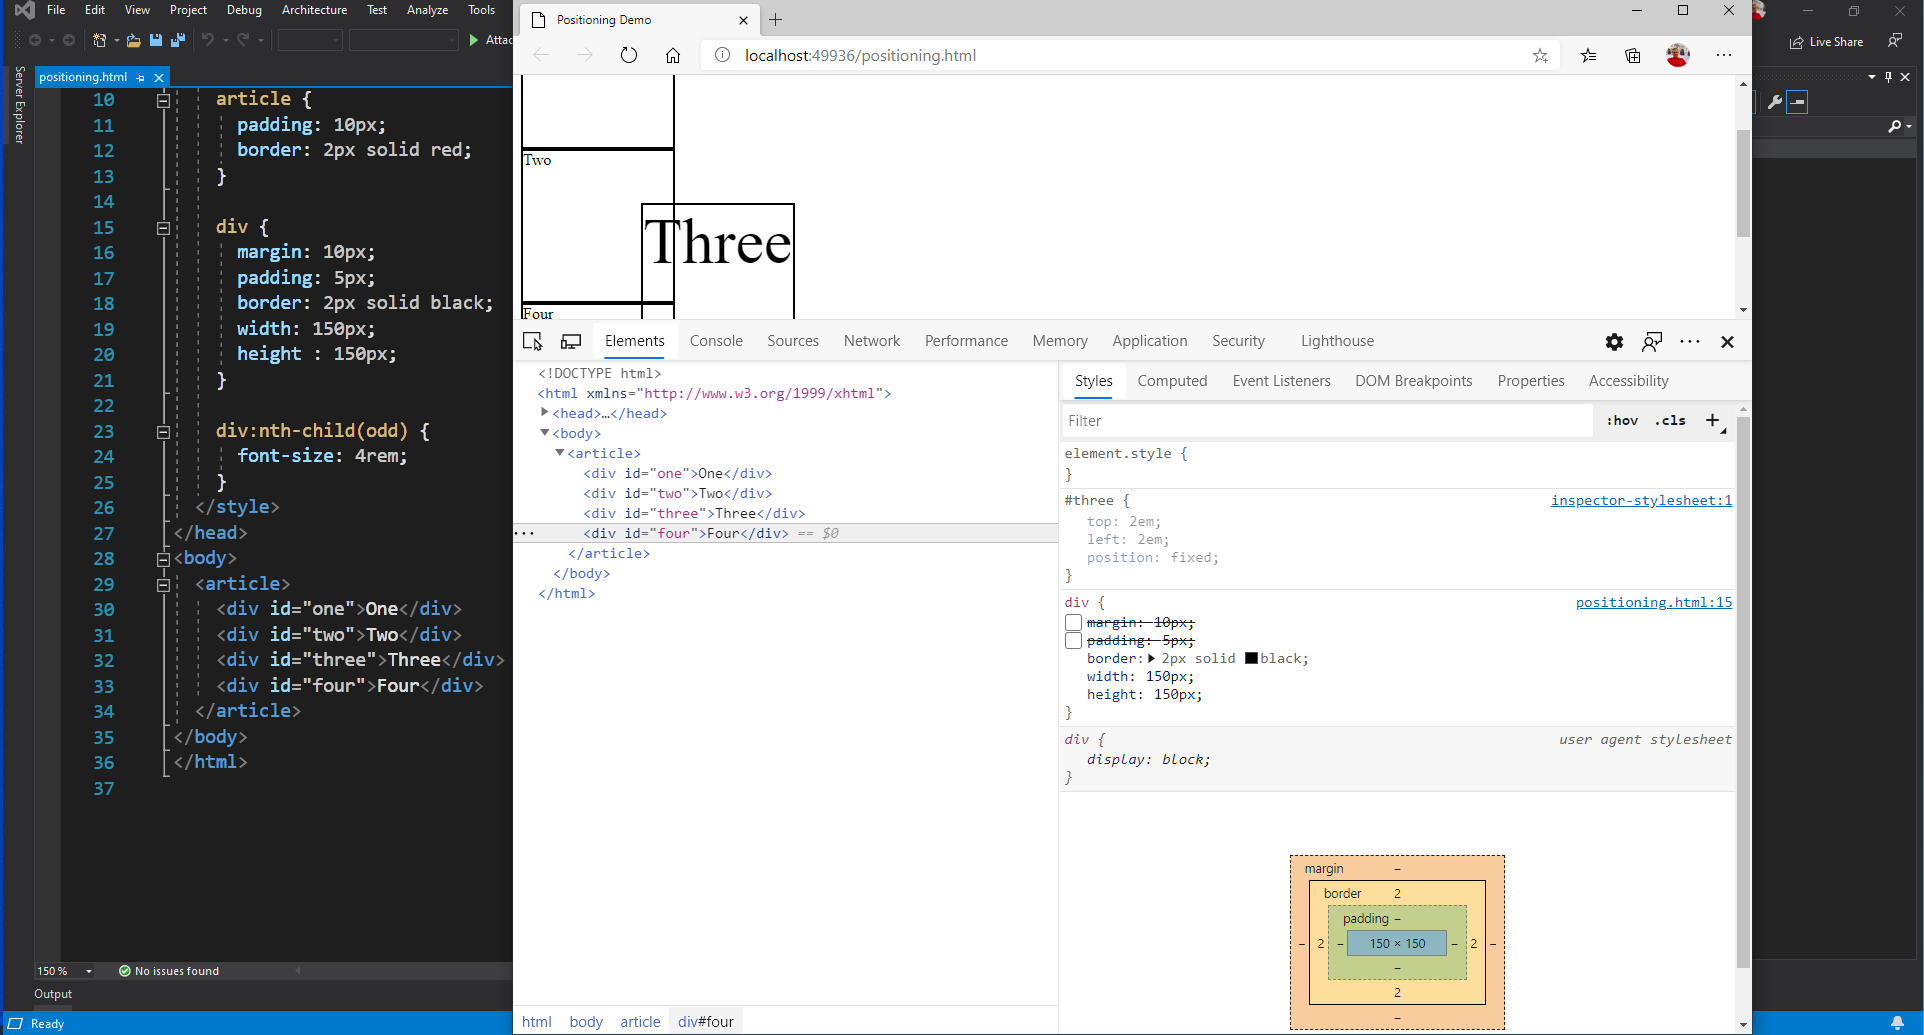 File Edit View Project Debug Architecture Test Analyze Tools
Attac
Live Share
Server Explorer
positioning.html
10 article {
11 padding: 10px;
12 border: 2px solid red;
13 }
14
15 div {
16 margin: 10px;
17 padding: 5px;
18 border: 2px solid black;
19 width: 150px;
20 height : 150px;
21 }
22
23 div:nth-child(odd) {
24 font-size: 4rem;
25 }
26 </style>
27 </head>
28 <body>
29 <article>
30 <div id="one">One</div>
31 <div id="two">Two</div>
32 <div id="three">Three</div>
33 <div id="four">Four</div>
34 </article>
35 </body>
36 </html>
37
150 %
No issues found
Output
Ready
Positioning Demo
localhost:49936/positioning.html
Two
Three
Four
Elements Console Sources Network Performance Memory Application Security Lighthouse
<!DOCTYPE html>
<html xmlns="http://www.w3.org/1999/xhtml">
<head>…</head>
<body>
<article>
<div id="one">One</div>
<div id="two">Two</div>
<div id="three">Three</div>
<div id="four">Four</div> == $0
</article>
</body>
</html>
html body article div#four
Styles Computed Event Listeners DOM Breakpoints Properties Accessibility
Filter :hov .cls +
element.style {
}
#three { inspector-stylesheet:1
top: 2em;
left: 2em;
position: fixed;
}
div { positioning.html:15
margin: 10px;
padding: 5px;
border: 2px solid black;
width: 150px;
height: 150px;
}
div { user agent stylesheet
display: block;
}
margin –
border 2
padding –
– 2 – 150 × 150 – 2 –
–
2
–